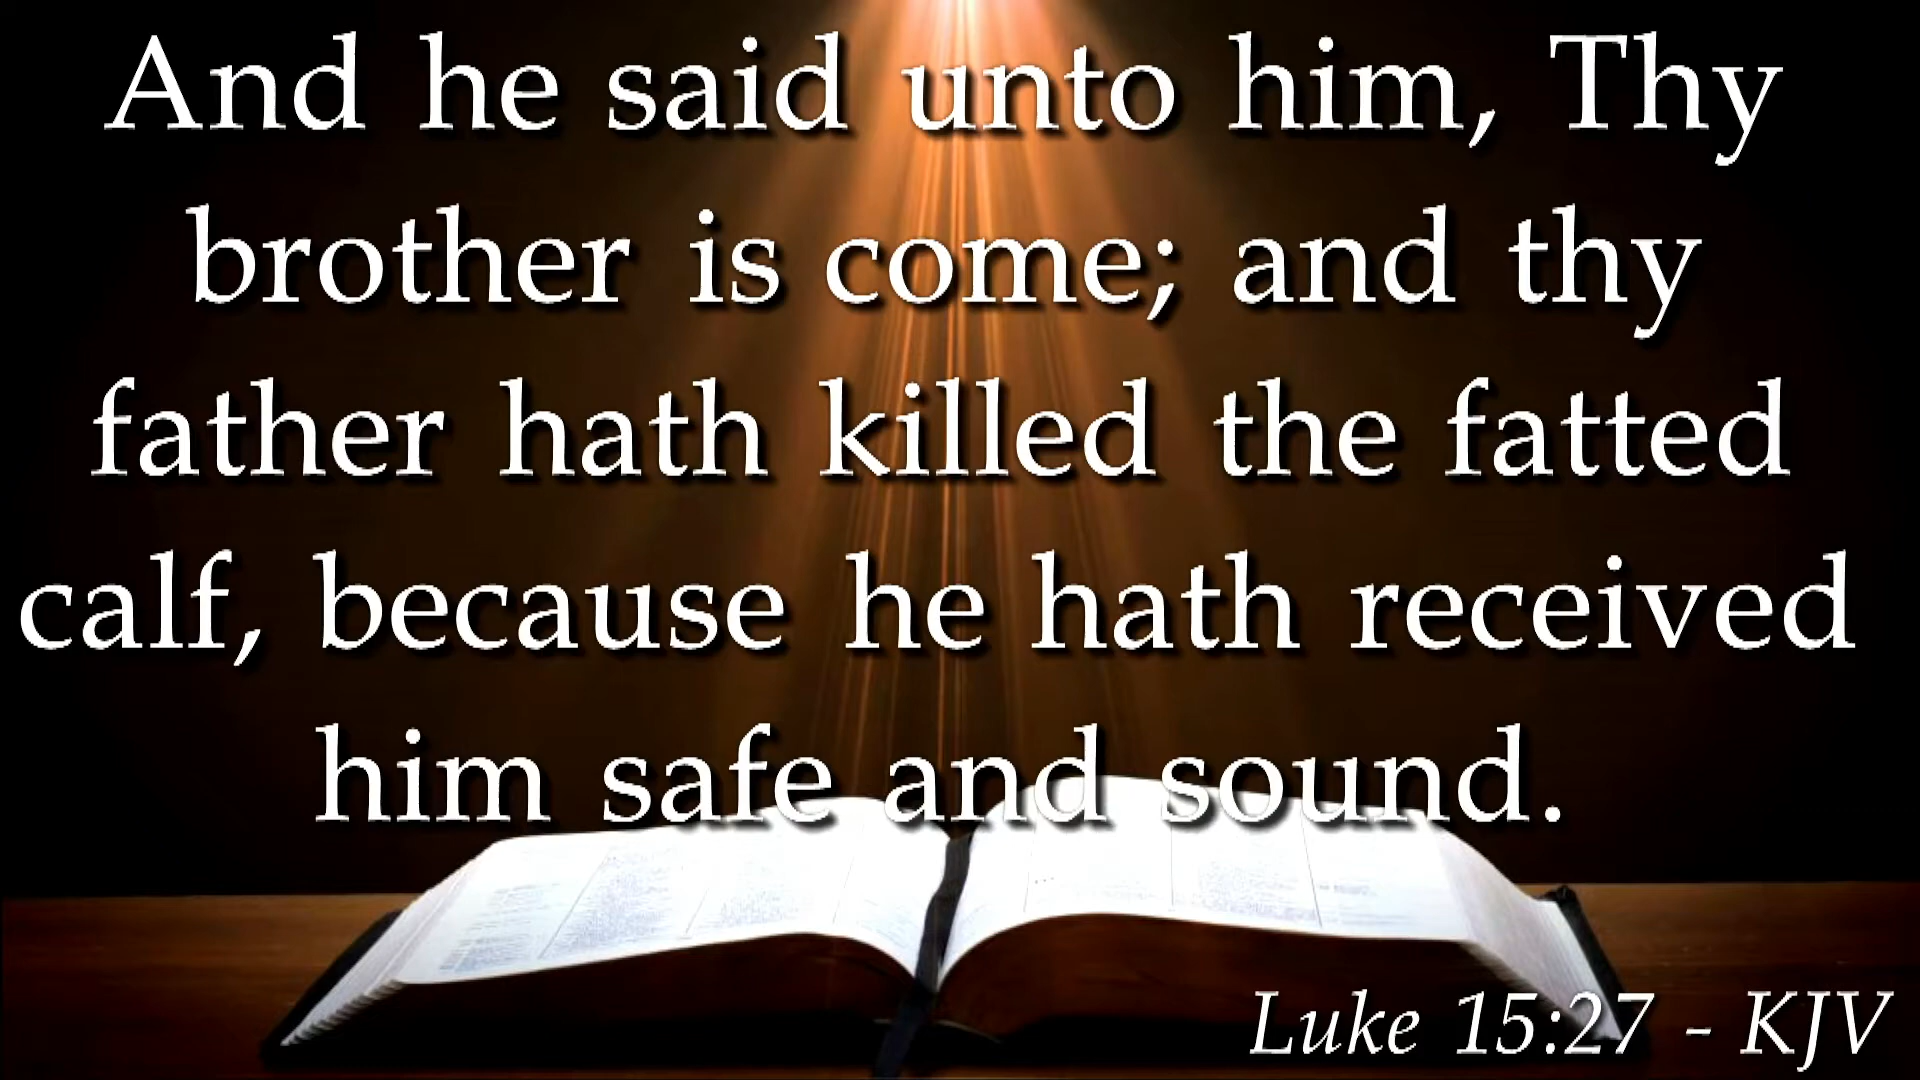 And he said unto him, Thy
brother is come; and thy
father hath killed the fatted
calf, because he hath received
him safe and sound.
Luke 15:27 - KJV